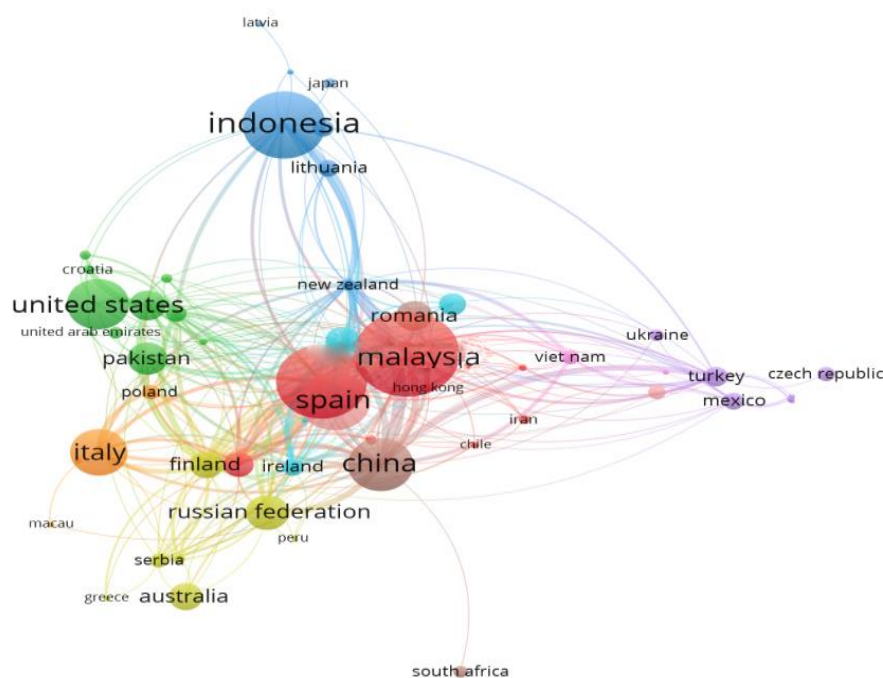 latvia
japan
indonesia
lithuania
croatia
new zealand
united states
romania
united arab emirates
ukraine
pakistan
malaysia
viet nam
turkey
czech republic
poland
hong kong
spain
mexico
iran
italy
finland
ireland
china
chile
russian federation
macau
peru
serbia
greece
australia
south africa